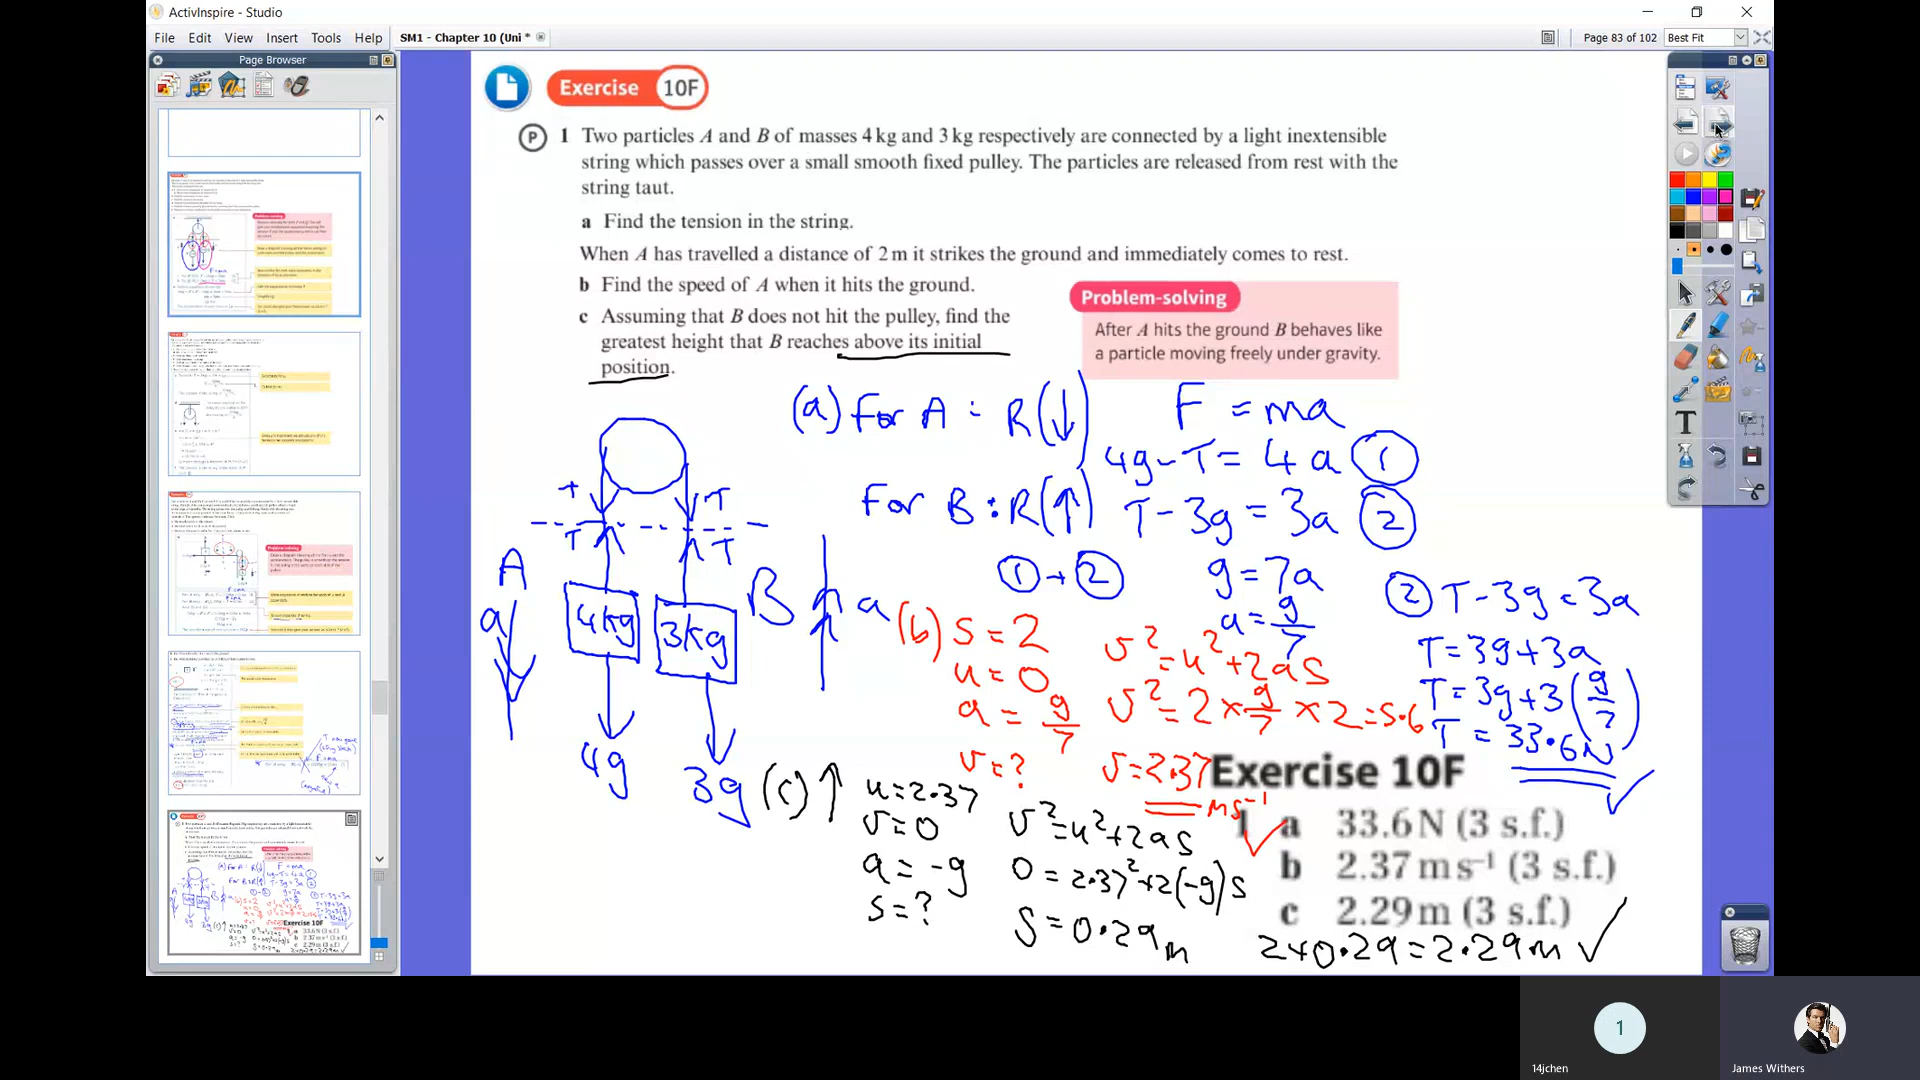 ActivInspire - Studio
File Edit View Insert Tools Help
SM1 - Chapter 10 (Uni *
Page 83 of 102
Best Fit
Page Browser
Exercise 10F
P 1 Two particles A and B of masses 4 kg and 3 kg respectively are connected by a light inextensible
string which passes over a small smooth fixed pulley. The particles are released from rest with the
string taut.
a Find the tension in the string.
When A has travelled a distance of 2 m it strikes the ground and immediately comes to rest.
b Find the speed of A when it hits the ground.
c Assuming that B does not hit the pulley, find the
greatest height that B reaches above its initial
position.
Problem-solving
After A hits the ground B behaves like
a particle moving freely under gravity.
(a) For A : R(↓) F = ma
4g - T = 4a ①
For B : R(↑) T - 3g = 3a ②
① + ② g = 7a
a = g/7
② T - 3g = 3a
T = 3g + 3a
T = 3g + 3(g/7)
T = 33.6N
T T
T T
A a
4kg 3kg
B a
4g 3g
(b) s = 2
u = 0
a = g/7
v = ?
v² = u² + 2as
v² = 2 × g/7 × 2 = 5.6
v = 2.37 ms⁻¹
(c) ↑ u = 2.37
v = 0
a = -g
s = ?
v² = u² + 2as
0 = 2.37² + 2(-g)s
s = 0.29m
Exercise 10F
1 a 33.6 N (3 s.f.)
b 2.37 m s⁻¹ (3 s.f.)
c 2.29 m (3 s.f.)
2+0.29 = 2.29m ✓
1
14jchen
James Withers